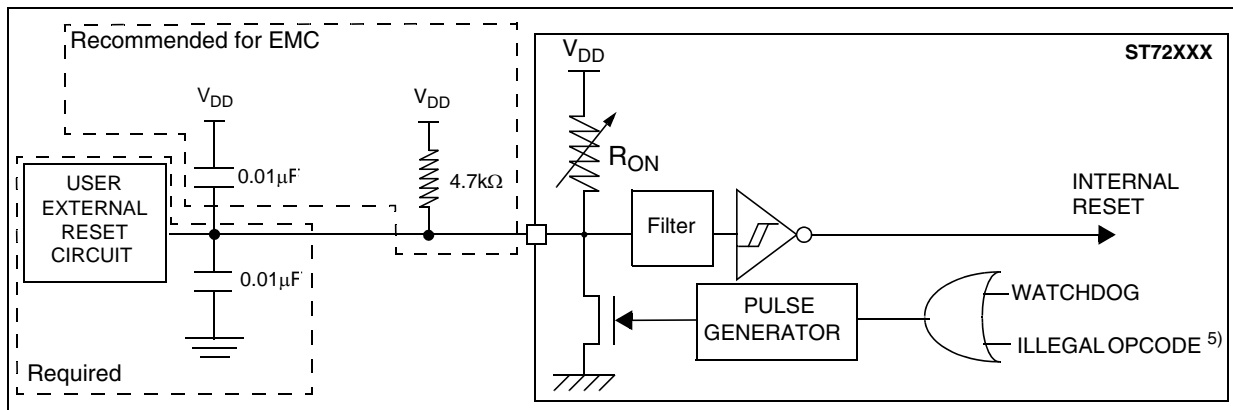 Recommended for EMC
VDD
VDD
USER
EXTERNAL
RESET
CIRCUIT
0.01µF
4.7kΩ
0.01µF
Required
ST72XXX
VDD
RON
Filter
INTERNAL
RESET
PULSE
GENERATOR
WATCHDOG
ILLEGAL OPCODE 5)